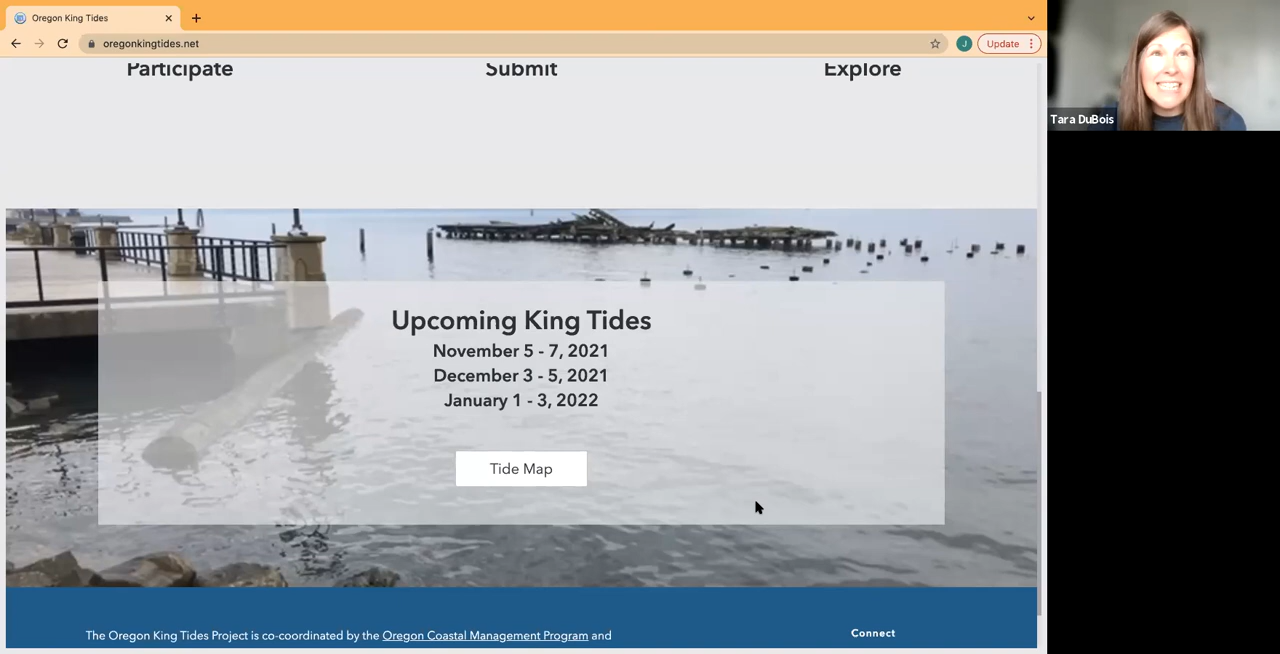 Oregon King Tides
oregonkingtides.net
J
Update
Participate
Submit
Explore
Tara DuBois
Upcoming King Tides
November 5 - 7, 2021
December 3 - 5, 2021
January 1 - 3, 2022
Tide Map
The Oregon King Tides Project is co-coordinated by the Oregon Coastal Management Program and
Connect